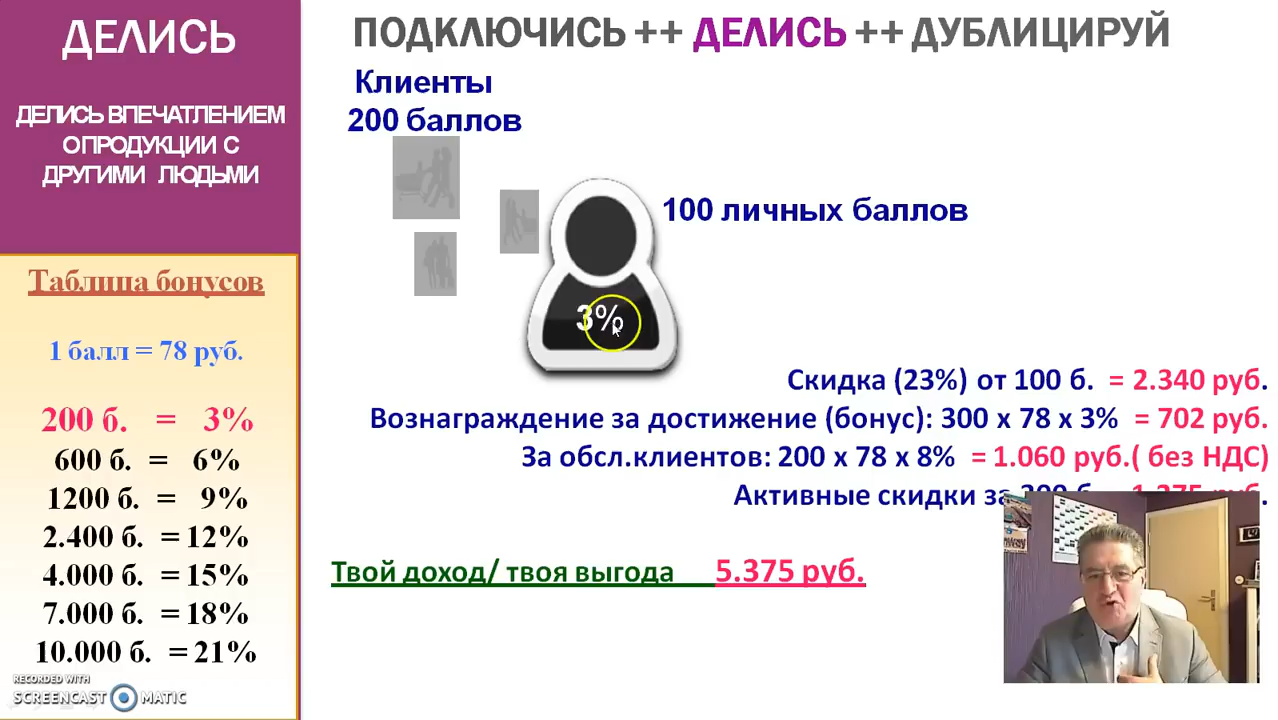 ДЕЛИСЬ
ДЕЛИСЬ ВПЕЧАТЛЕНИЕМ
О ПРОДУКЦИИ С
ДРУГИМИ ЛЮДЬМИ
Таблица бонусов
1 балл = 78 руб.
200 б. = 3%
600 б. = 6%
1200 б. = 9%
2.400 б. = 12%
4.000 б. = 15%
7.000 б. = 18%
10.000 б. = 21%
RECORDED WITH
SCREENCAST MATIC
ПОДКЛЮЧИСЬ ++ ДЕЛИСЬ ++ ДУБЛИЦИРУЙ
Клиенты
200 баллов
100 личных баллов
3%
Скидка (23%) от 100 б. = 2.340 руб.
Вознаграждение за достижение (бонус): 300 х 78 х 3% = 702 руб.
За обсл.клиентов: 200 х 78 х 8% = 1.060 руб.( без НДС)
Активные скидки за
Твой доход/ твоя выгода 5.375 руб.